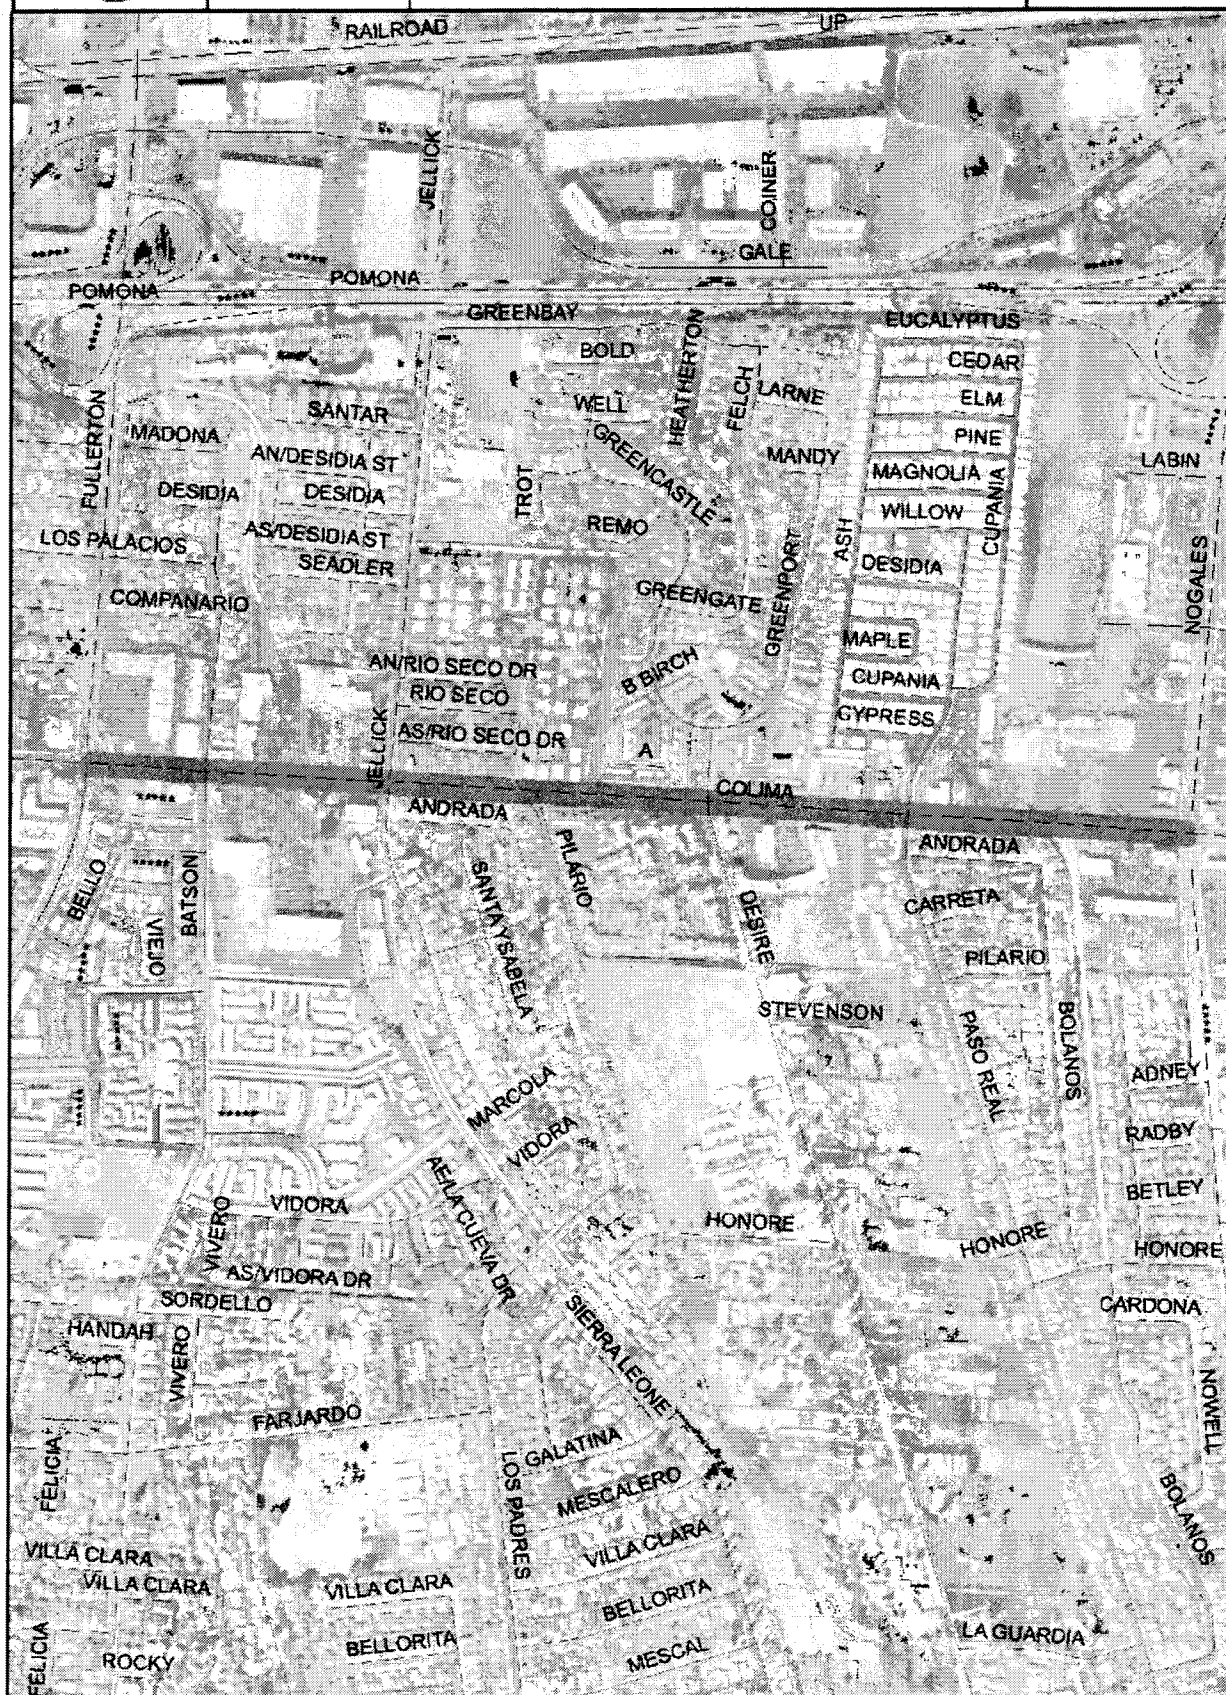 RAILROAD
UP
JELLICK
COINER
GALE
POMONA
POMONA
GREENBAY
EUCALYPTUS
BOLD
HEATHERTON
CEDAR
FELCH
LARNE
ELM
SANTAR
WELL
FULLERTON
MADONA
GREENCASTLE
PINE
AN/DESIDIA ST
MANDY
MAGNOLIA
LABIN
DESIDIA
DESIDIA
TROT
WILLOW
CUPANIA
REMO
ASH
LOS PALACIOS
AS/DESIDIA ST
SEADLER
DESIDIA
NOGALES
COMPANARIO
GREENGATE
GREENPORT
MAPLE
AN/RIO SECO DR
B BIRCH
CUPANIA
RIO SECO
CYPRESS
JELLICK
AS/RIO SECO DR
A
COLIMA
ANDRADA
ANDRADA
PILARIO
BELLO
BATSON
SANTA YSABELA
CARRETA
VIEJO
DESIRE
PILARIO
STEVENSON
PASO REAL
BOLANOS
MARCOLA
ADNEY
VIDORA
RADBY
AE/LA CUEVA DR
BETLEY
VIDORA
VIVERO
HONORE
HONORE
HONORE
AS/VIDORA DR
SORDELLO
CARDONA
HANDAH
VIVERO
SIERRA LEONE
NOWELL
FARJARDO
GALATINA
FELICIA
LOS PADRES
MESCALERO
BOLANOS
VILLA CLARA
VILLA CLARA
VILLA CLARA
VILLA CLARA
BELLORITA
FELICIA
BELLORITA
LA GUARDIA
ROCKY
MESCAL